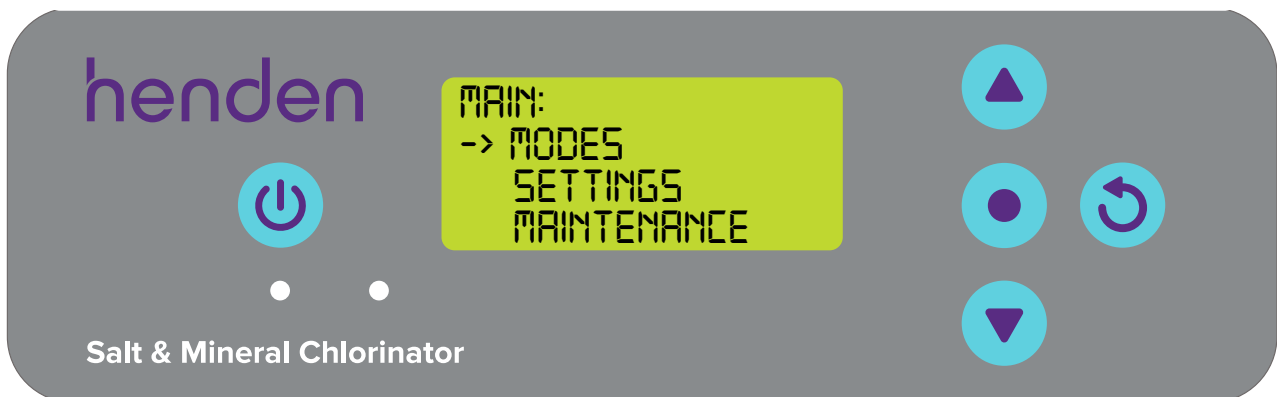 henden
MAIN:
-> MODES
SETTINGS
MAINTENANCE
Salt & Mineral Chlorinator